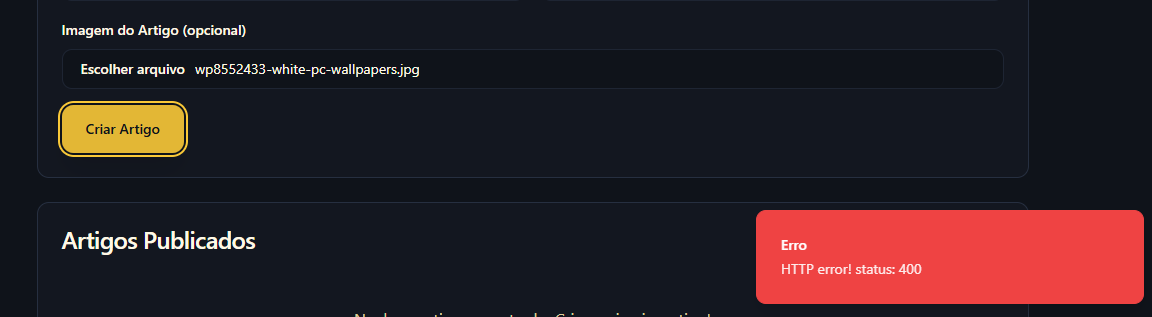 Imagem do Artigo (opcional)
Escolher arquivo wp8552433-white-pc-wallpapers.jpg
Criar Artigo
Artigos Publicados
Erro
HTTP error! status: 400